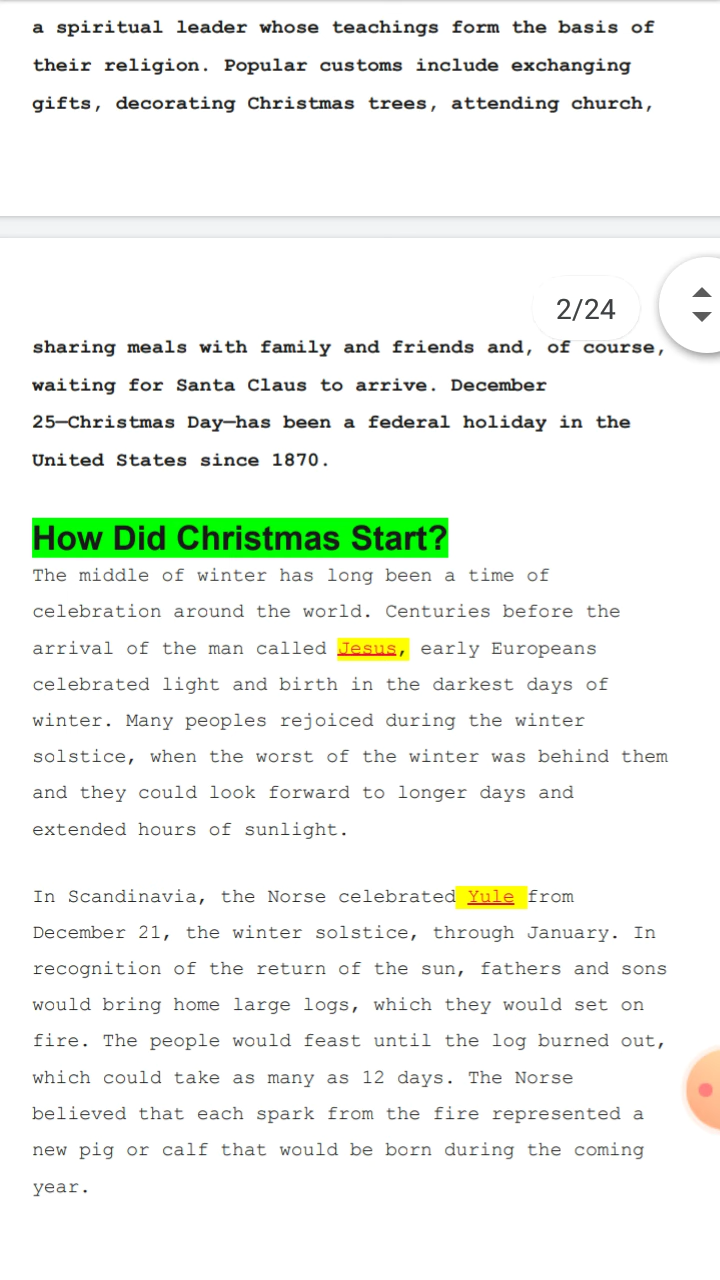 a spiritual leader whose teachings form the basis of
their religion. Popular customs include exchanging
gifts, decorating Christmas trees, attending church,
2/24
sharing meals with family and friends and, of course,
waiting for Santa Claus to arrive. December
25—Christmas Day—has been a federal holiday in the
United States since 1870.
How Did Christmas Start?
The middle of winter has long been a time of
celebration around the world. Centuries before the
arrival of the man called Jesus, early Europeans
celebrated light and birth in the darkest days of
winter. Many peoples rejoiced during the winter
solstice, when the worst of the winter was behind them
and they could look forward to longer days and
extended hours of sunlight.
In Scandinavia, the Norse celebrated Yule from
December 21, the winter solstice, through January. In
recognition of the return of the sun, fathers and sons
would bring home large logs, which they would set on
fire. The people would feast until the log burned out,
which could take as many as 12 days. The Norse
believed that each spark from the fire represented a
new pig or calf that would be born during the coming
year.